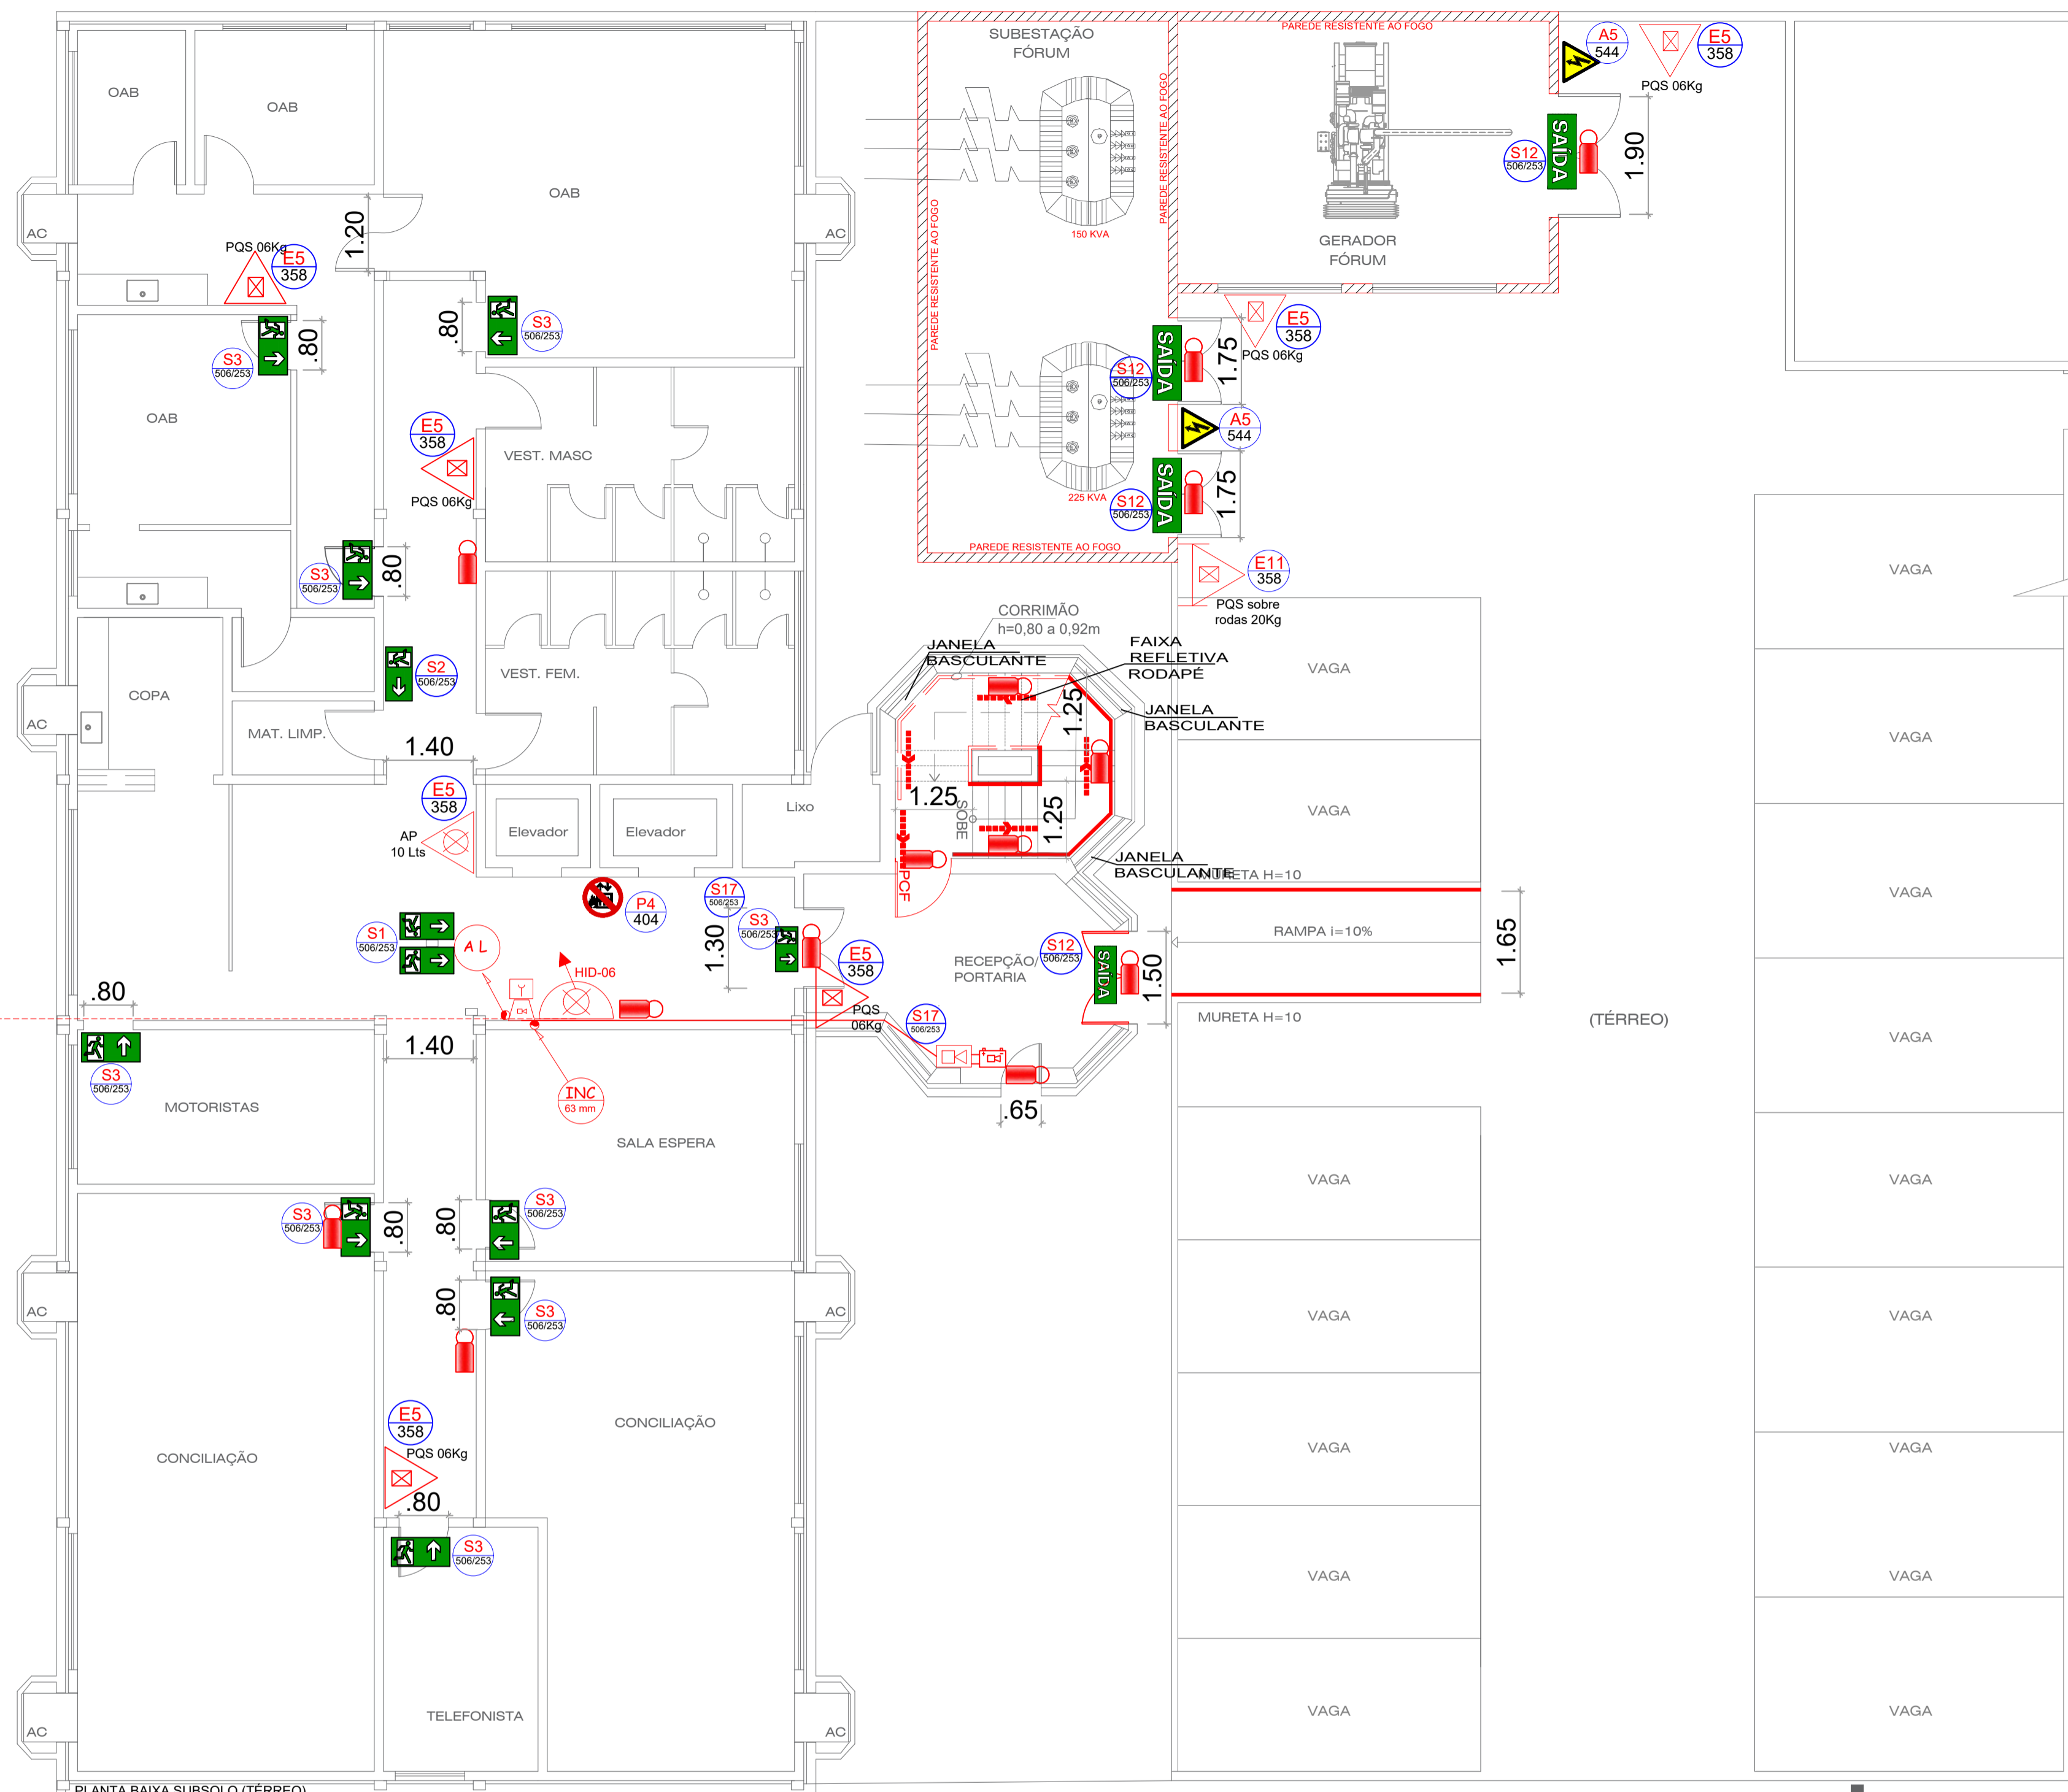 SUBESTAÇÃO
FÓRUM
PAREDE RESISTENTE AO FOGO
A5
544
E5
358
PQS 06Kg
OAB
OAB
OAB
S12
506/253
SAÍDA
1.90
PAREDE RESISTENTE AO FOGO
PAREDE RESISTENTE AO FOGO
150 KVA
GERADOR
FÓRUM
AC
1.20
AC
PQS 06Kg
E5
358
.80
S3
506/253
S3
506/253
.80
E5
358
PQS 06Kg
SAÍDA
1.75
S12
506/253
OAB
E5
358
PQS 06Kg
VEST. MASC
A5
544
225 KVA
S12
506/253
SAÍDA
1.75
PAREDE RESISTENTE AO FOGO
S3
506/253
.80
E11
358
PQS sobre
rodas 20Kg
VAGA
CORRIMÃO
h=0,80 a 0,92m
JANELA
BASCULANTE
FAIXA
REFLETIVA
RODAPÉ
S2
506/253
VEST. FEM.
VAGA
COPA
1.25
JANELA
BASCULANTE
AC
MAT. LIMP.
1.40
VAGA
E5
358
AP
10 Lts
Elevador
Elevador
Lixo
1.25
SOBE
1.25
VAGA
JANELA
BASCULANTE
PCF
MURETA H=10
VAGA
P4
404
S17
506/253
S3
506/253
1.30
S1
506/253
AL
HID-06
E5
358
PQS
06Kg
RECEPÇÃO/
PORTARIA
S12
506/253
SAÍDA
1.50
RAMPA i=10%
1.65
.80
S17
506/253
MURETA H=10
(TÉRREO)
VAGA
1.40
S3
506/253
INC
63 mm
.65
MOTORISTAS
SALA ESPERA
VAGA
VAGA
S3
506/253
.80
.80
S3
506/253
AC
.80
S3
506/253
AC
VAGA
VAGA
E5
358
PQS 06Kg
CONCILIAÇÃO
CONCILIAÇÃO
VAGA
VAGA
.80
S3
506/253
VAGA
VAGA
TELEFONISTA
AC
AC
VAGA
VAGA
PLANTA BAIXA SUBSOLO (TÉRREO)